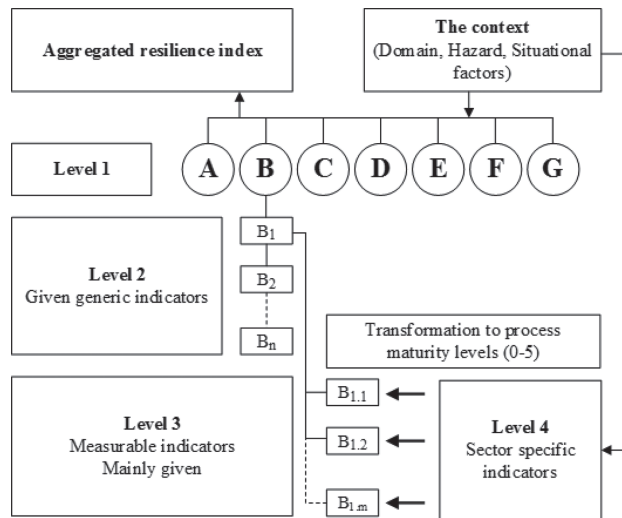 Aggregated resilience index
The context
(Domain, Hazard, Situational
factors)
Level 1
A B C D E F G
Level 2
Given generic indicators
B1
B2
Bn
Transformation to process
maturity levels (0-5)
Level 3
Measurable indicators
Mainly given
B1.1
B1.2
B1.m
Level 4
Sector specific
indicators